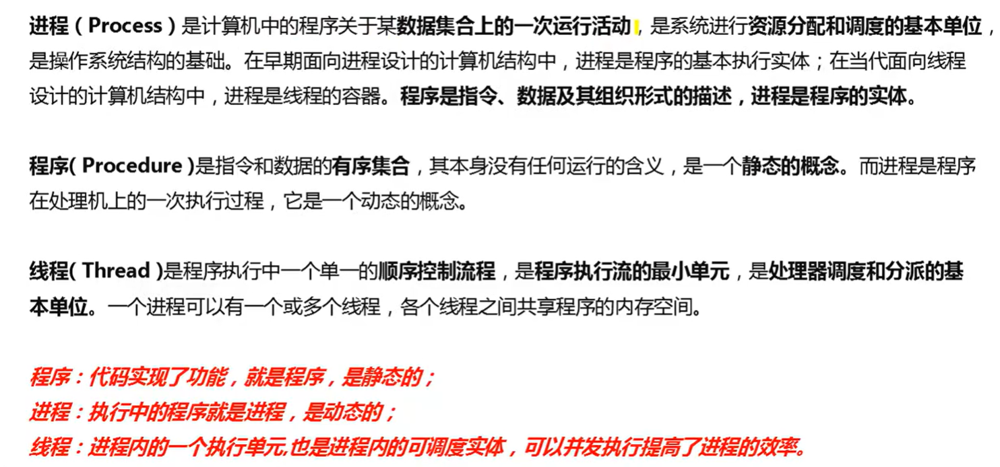 进程（Process）是计算机中的程序关于某数据集合上的一次运行活动，是系统进行资源分配和调度的基本单位，
是操作系统结构的基础。在早期面向进程设计的计算机结构中，进程是程序的基本执行实体；在当代面向线程
设计的计算机结构中，进程是线程的容器。程序是指令、数据及其组织形式的描述，进程是程序的实体。
程序( Procedure )是指令和数据的有序集合，其本身没有任何运行的含义，是一个静态的概念。而进程是程序
在处理机上的一次执行过程，它是一个动态的概念。
线程( Thread )是程序执行中一个单一的顺序控制流程，是程序执行流的最小单元，是处理器调度和分派的基
本单位。一个进程可以有一个或多个线程，各个线程之间共享程序的内存空间。
程序：代码实现了功能，就是程序，是静态的；
进程：执行中的程序就是进程，是动态的；
线程：进程内的一个执行单元,也是进程内的可调度实体，可以并发执行提高了进程的效率。